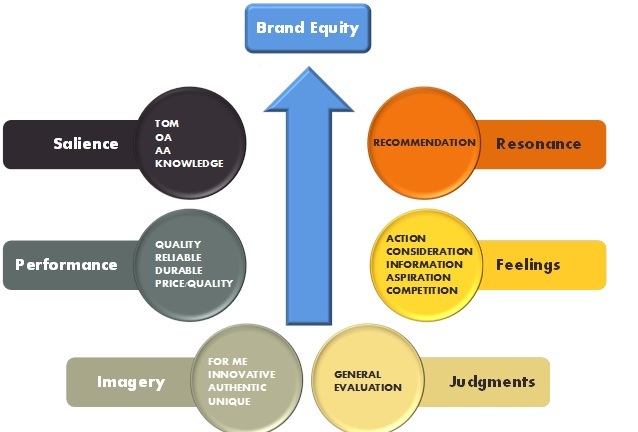 Brand Equity
Salience
TOM
OA
AA
KNOWLEDGE
RECOMMENDATION
Resonance
Performance
QUALITY
RELIABLE
DURABLE
PRICE/QUALITY
ACTION
CONSIDERATION
INFORMATION
ASPIRATION
COMPETITION
Feelings
Imagery
FOR ME
INNOVATIVE
AUTHENTIC
UNIQUE
GENERAL
EVALUATION
Judgments